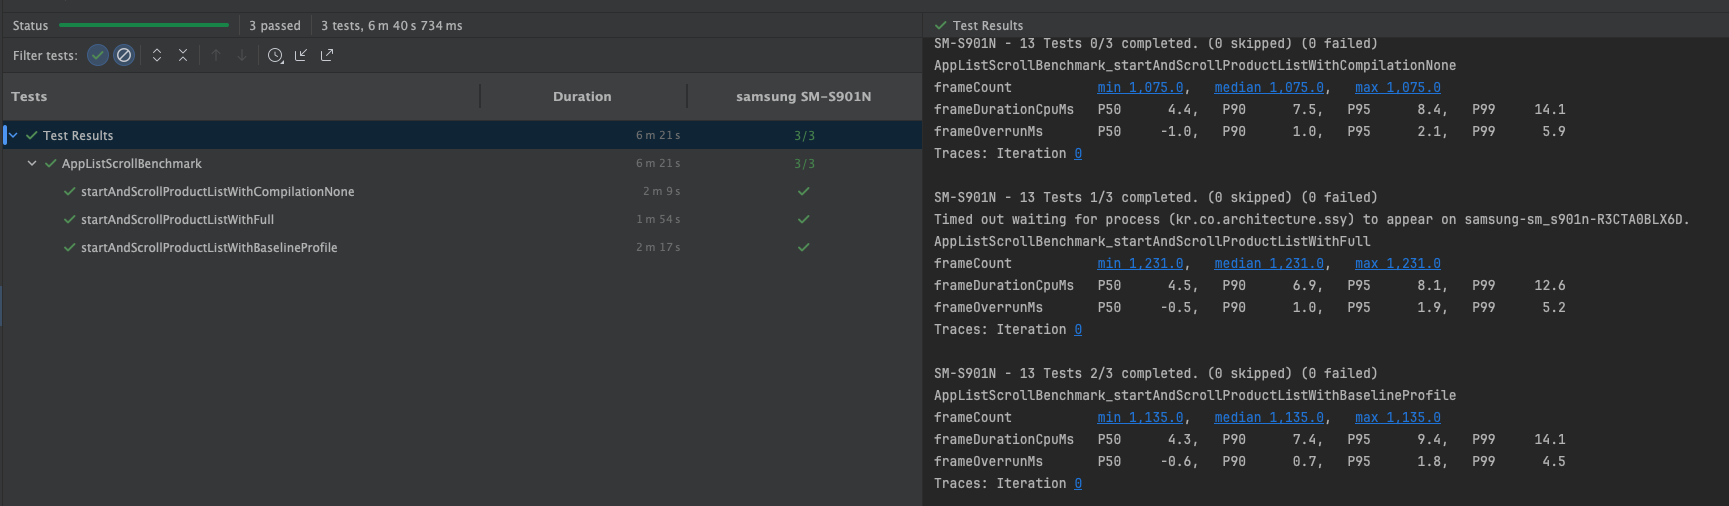 Status 3 passed 3 tests, 6 m 40 s 734 ms
Filter tests:
Tests Duration samsung SM-S901N
Test Results 6 m 21 s 3/3
AppListScrollBenchmark 6 m 21 s 3/3
startAndScrollProductListWithCompilationNone 2 m 9 s
startAndScrollProductListWithFull 1 m 54 s
startAndScrollProductListWithBaselineProfile 2 m 17 s
Test Results
SM-S901N - 13 Tests 0/3 completed. (0 skipped) (0 failed)
AppListScrollBenchmark_startAndScrollProductListWithCompilationNone
frameCount min 1,075.0, median 1,075.0, max 1,075.0
frameDurationCpuMs P50 4.4, P90 7.5, P95 8.4, P99 14.1
frameOverrunMs P50 -1.0, P90 1.0, P95 2.1, P99 5.9
Traces: Iteration 0
SM-S901N - 13 Tests 1/3 completed. (0 skipped) (0 failed)
Timed out waiting for process (kr.co.architecture.ssy) to appear on samsung-sm_s901n-R3CTA0BLX6D.
AppListScrollBenchmark_startAndScrollProductListWithFull
frameCount min 1,231.0, median 1,231.0, max 1,231.0
frameDurationCpuMs P50 4.5, P90 6.9, P95 8.1, P99 12.6
frameOverrunMs P50 -0.5, P90 1.0, P95 1.9, P99 5.2
Traces: Iteration 0
SM-S901N - 13 Tests 2/3 completed. (0 skipped) (0 failed)
AppListScrollBenchmark_startAndScrollProductListWithBaselineProfile
frameCount min 1,135.0, median 1,135.0, max 1,135.0
frameDurationCpuMs P50 4.3, P90 7.4, P95 9.4, P99 14.1
frameOverrunMs P50 -0.6, P90 0.7, P95 1.8, P99 4.5
Traces: Iteration 0